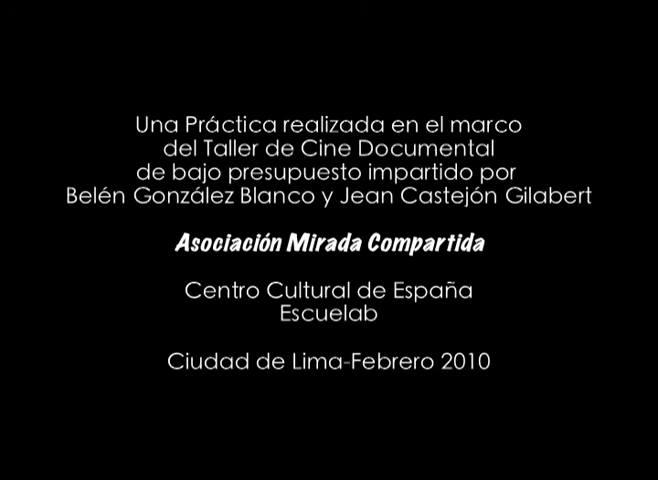 Una Práctica realizada en el marco
del Taller de Cine Documental
de bajo presupuesto impartido por
Belén González Blanco y Jean Castejón Gilabert
Asociación Mirada Compartida
Centro Cultural de España
Escuelab
Ciudad de Lima-Febrero 2010